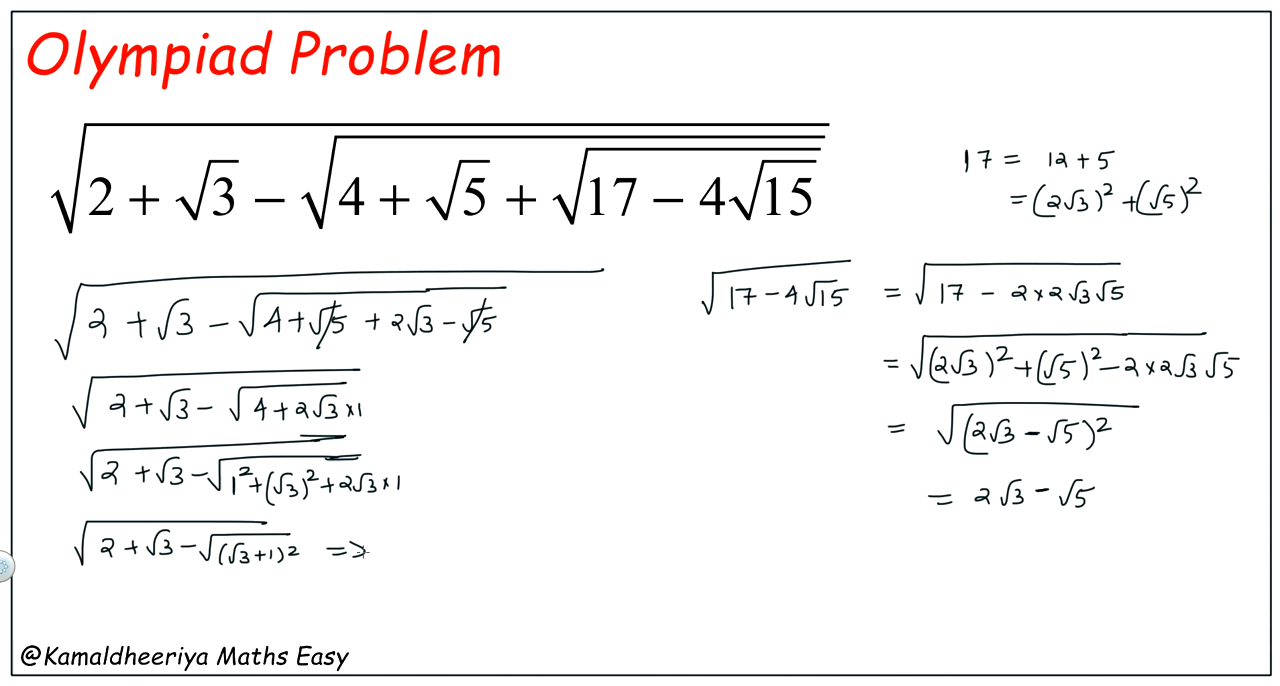 Olympiad Problem
√(2 + √3 − √(4 + √5 + √(17 − 4√15)))
17 = 12 + 5
= (2√3)² + (√5)²
√(2 + √3 − √(4 + √5 + 2√3 − √5))
√(17 − 4√15) = √(17 − 2×2√3√5)
= √((2√3)² + (√5)² − 2×2√3√5)
√(2 + √3 − √(4 + 2√3×1))
= √((2√3 − √5)²)
√(2 + √3 − √(1² + (√3)² + 2√3×1))
= 2√3 − √5
√(2 + √3 − √((√3+1)²)) =>
@Kamaldheeriya Maths Easy